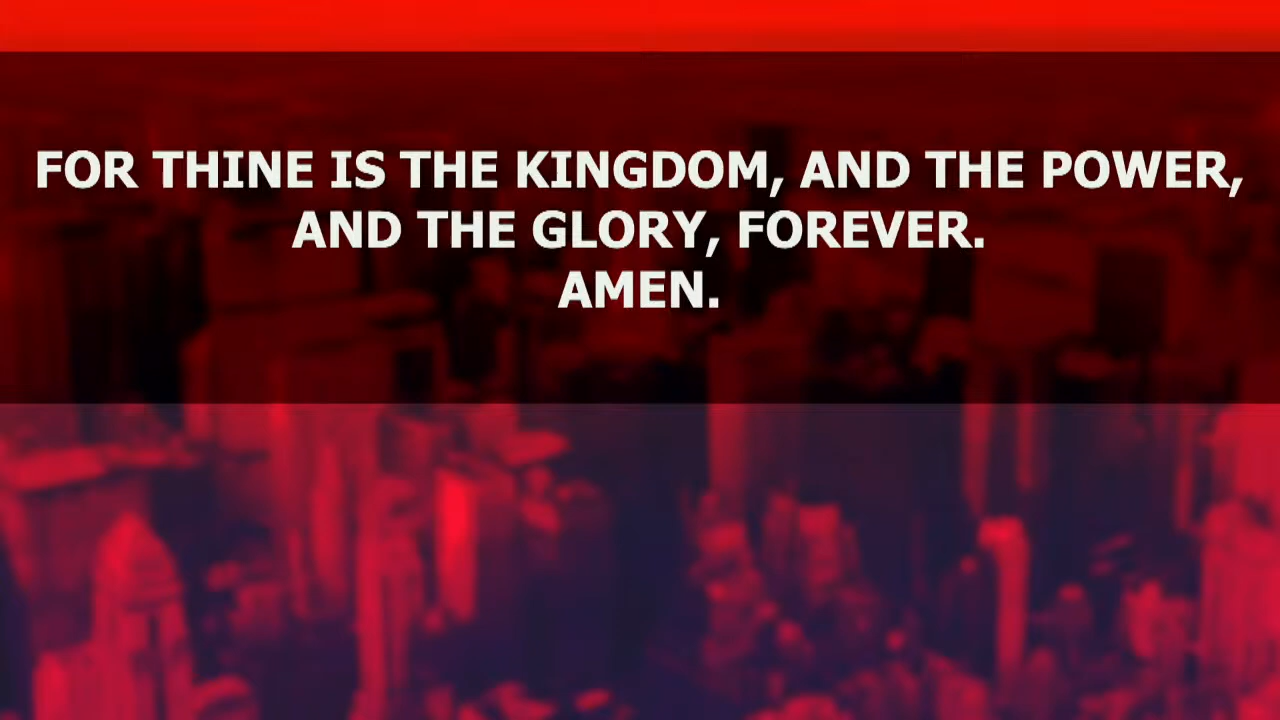 FOR THINE IS THE KINGDOM, AND THE POWER,
AND THE GLORY, FOREVER.
AMEN.